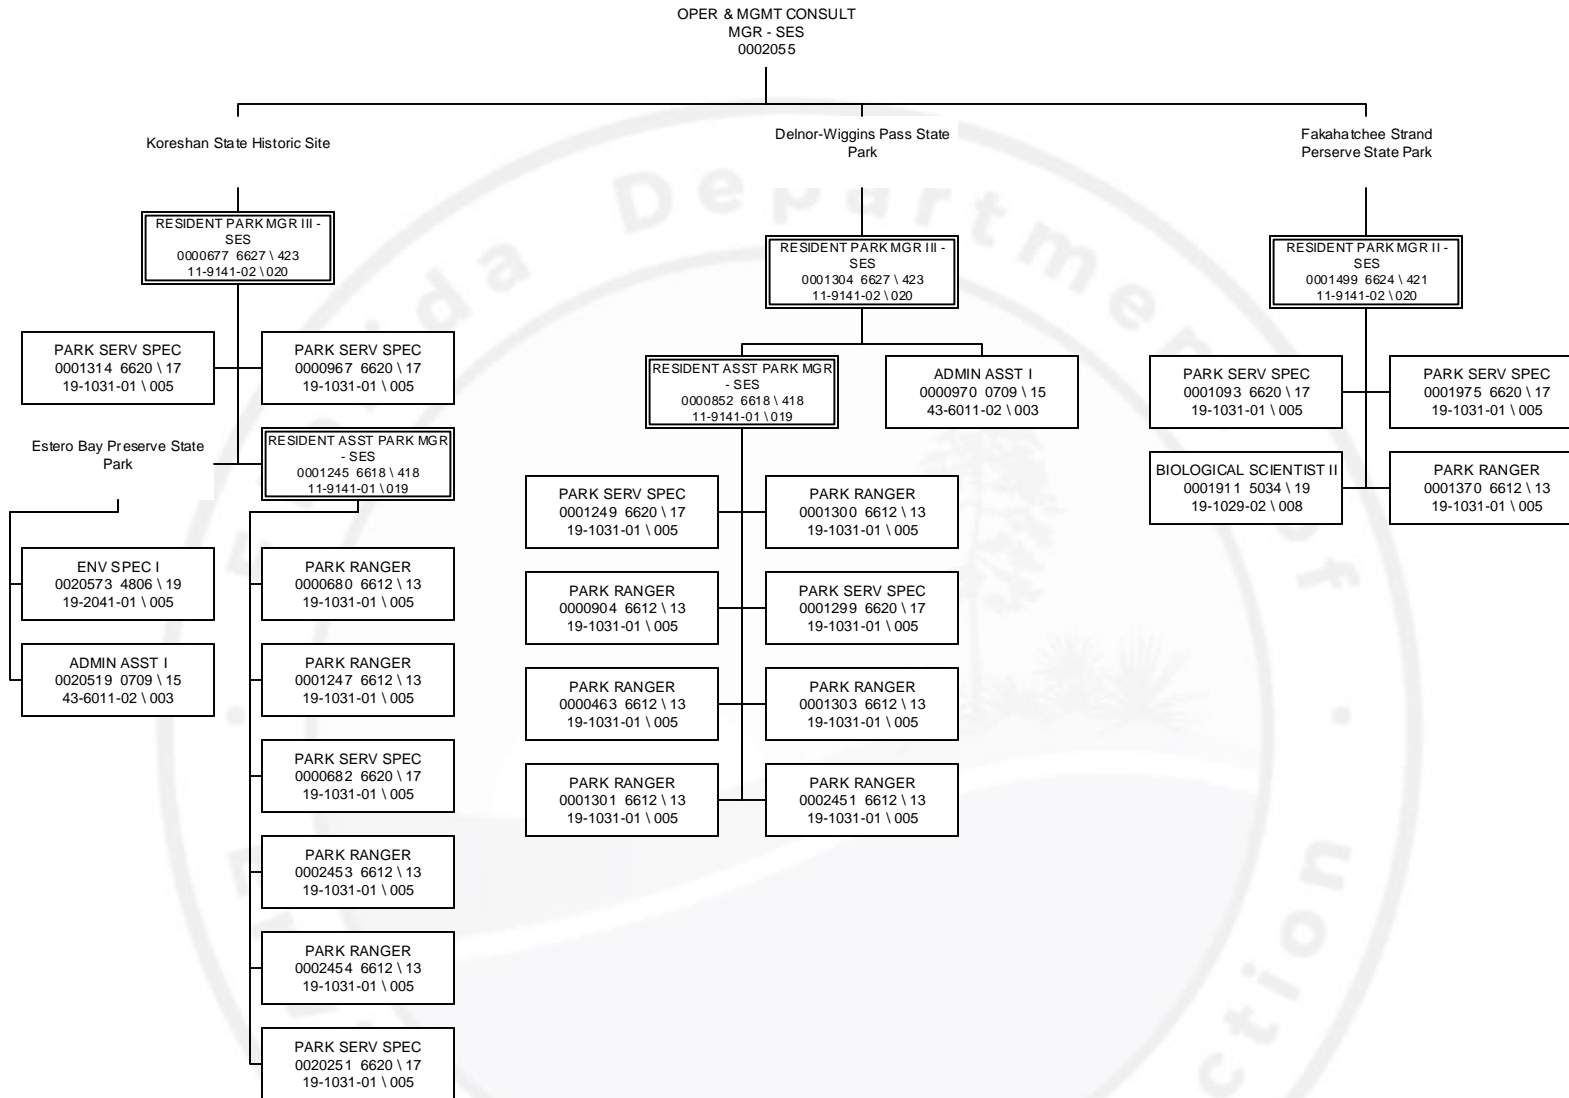 OPER & MGMT CONSULT
MGR - SES
0002055
Koreshan State Historic Site
Delnor-Wiggins Pass State
Park
Fakahatchee Strand
Perserve State Park
RESIDENT PARK MGR III -
SES
0000677 6627 \ 423
11-9141-02 \ 020
RESIDENT PARK MGR III -
SES
0001304 6627 \ 423
11-9141-02 \ 020
RESIDENT PARK MGR II -
SES
0001499 6624 \ 421
11-9141-02 \ 020
PARK SERV SPEC
0001314 6620 \ 17
19-1031-01 \ 005
PARK SERV SPEC
0000967 6620 \ 17
19-1031-01 \ 005
RESIDENT ASST PARK MGR
- SES
0000852 6618 \ 418
11-9141-01 \ 019
ADMIN ASST I
0000970 0709 \ 15
43-6011-02 \ 003
PARK SERV SPEC
0001093 6620 \ 17
19-1031-01 \ 005
PARK SERV SPEC
0001975 6620 \ 17
19-1031-01 \ 005
Estero Bay Preserve State
Park
RESIDENT ASST PARK MGR
- SES
0001245 6618 \ 418
11-9141-01 \ 019
BIOLOGICAL SCIENTIST II
0001911 5034 \ 19
19-1029-02 \ 008
PARK RANGER
0001370 6612 \ 13
19-1031-01 \ 005
PARK SERV SPEC
0001249 6620 \ 17
19-1031-01 \ 005
PARK RANGER
0001300 6612 \ 13
19-1031-01 \ 005
ENV SPEC I
0020573 4806 \ 19
19-2041-01 \ 005
PARK RANGER
0000680 6612 \ 13
19-1031-01 \ 005
PARK RANGER
0000904 6612 \ 13
19-1031-01 \ 005
PARK SERV SPEC
0001299 6620 \ 17
19-1031-01 \ 005
ADMIN ASST I
0020519 0709 \ 15
43-6011-02 \ 003
PARK RANGER
0001247 6612 \ 13
19-1031-01 \ 005
PARK RANGER
0000463 6612 \ 13
19-1031-01 \ 005
PARK RANGER
0001303 6612 \ 13
19-1031-01 \ 005
PARK SERV SPEC
0000682 6620 \ 17
19-1031-01 \ 005
PARK RANGER
0001301 6612 \ 13
19-1031-01 \ 005
PARK RANGER
0002451 6612 \ 13
19-1031-01 \ 005
PARK RANGER
0002453 6612 \ 13
19-1031-01 \ 005
PARK RANGER
0002454 6612 \ 13
19-1031-01 \ 005
PARK SERV SPEC
0020251 6620 \ 17
19-1031-01 \ 005
Department of